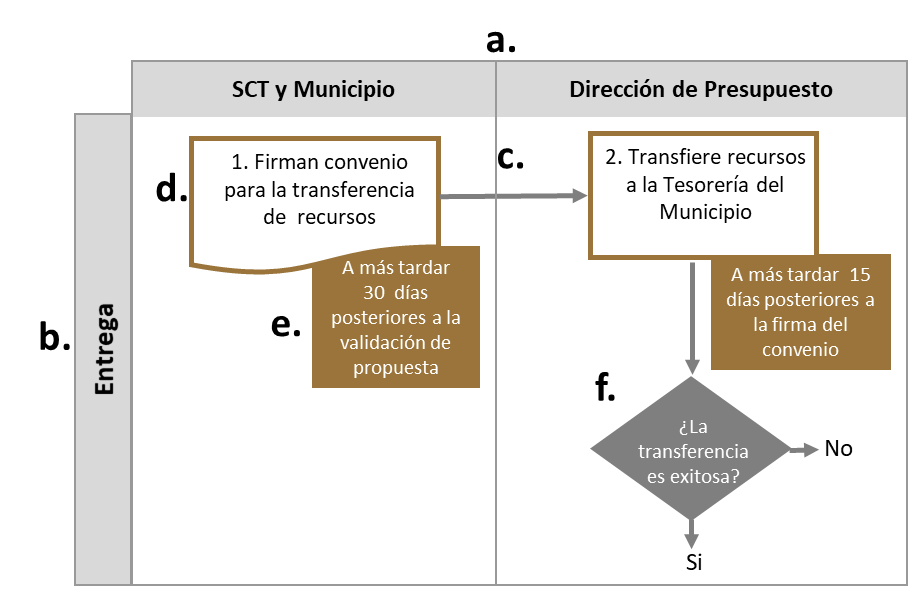 a.
SCT y Municipio
Dirección de Presupuesto
b.
Entrega
c.
d.
1. Firman convenio
para la transferencia
de recursos
2. Transfiere recursos
a la Tesorería del
Municipio
e.
A más tardar
30 días
posteriores a la
validación de
propuesta
A más tardar 15
días posteriores a
la firma del
convenio
f.
¿La
transferencia
es exitosa?
No
Si